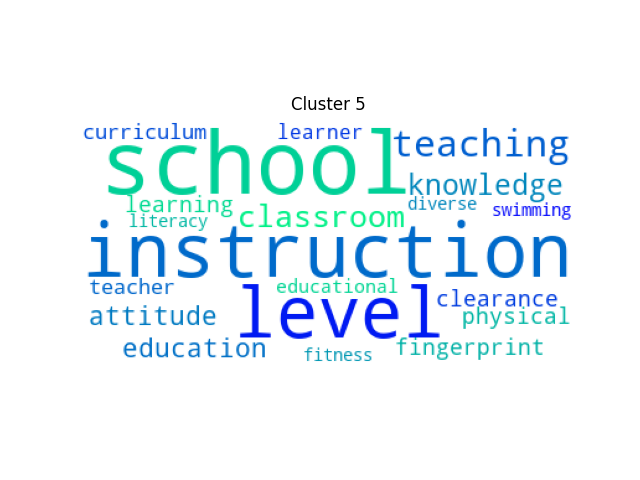 Cluster 5
curriculum learner
school teaching
knowledge
learning diverse
literacy classroom swimming
instruction
teacher educational
level clearance
attitude physical
education fitness fingerprint